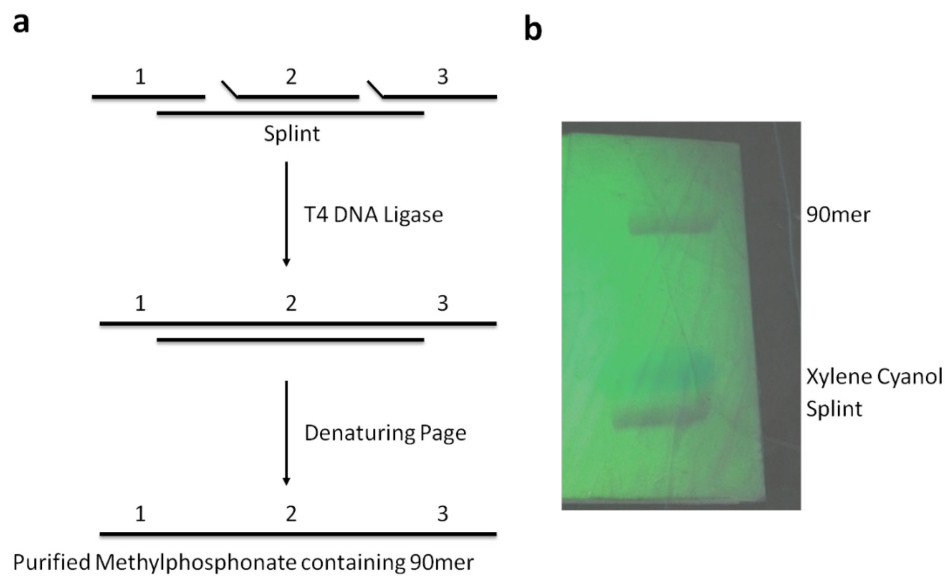 a
1 2 3
Splint
T4 DNA Ligase
1 2 3
Denaturing Page
1 2 3
Purified Methylphosphonate containing 90mer
b
90mer
Xylene Cyanol
Splint